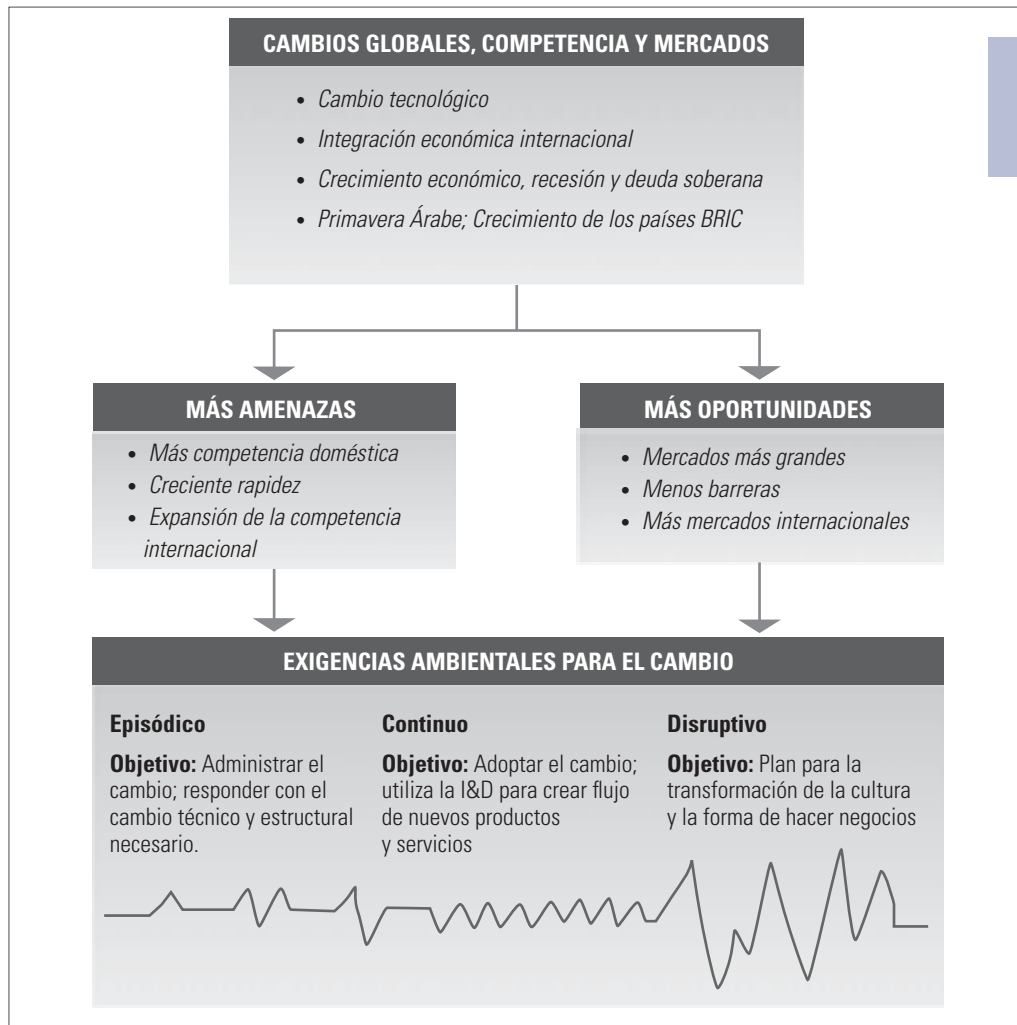 CAMBIOS GLOBALES, COMPETENCIA Y MERCADOS
• Cambio tecnológico
• Integración económica internacional
• Crecimiento económico, recesión y deuda soberana
• Primavera Árabe; Crecimiento de los países BRIC
MÁS AMENAZAS
• Más competencia doméstica
• Creciente rapidez
• Expansión de la competencia
internacional
MÁS OPORTUNIDADES
• Mercados más grandes
• Menos barreras
• Más mercados internacionales
EXIGENCIAS AMBIENTALES PARA EL CAMBIO
Episódico
Objetivo: Administrar el
cambio; responder con el
cambio técnico y estructural
necesario.
Continuo
Objetivo: Adoptar el cambio;
utiliza la I&D para crear flujo
de nuevos productos
y servicios
Disruptivo
Objetivo: Plan para la
transformación de la cultura
y la forma de hacer negocios